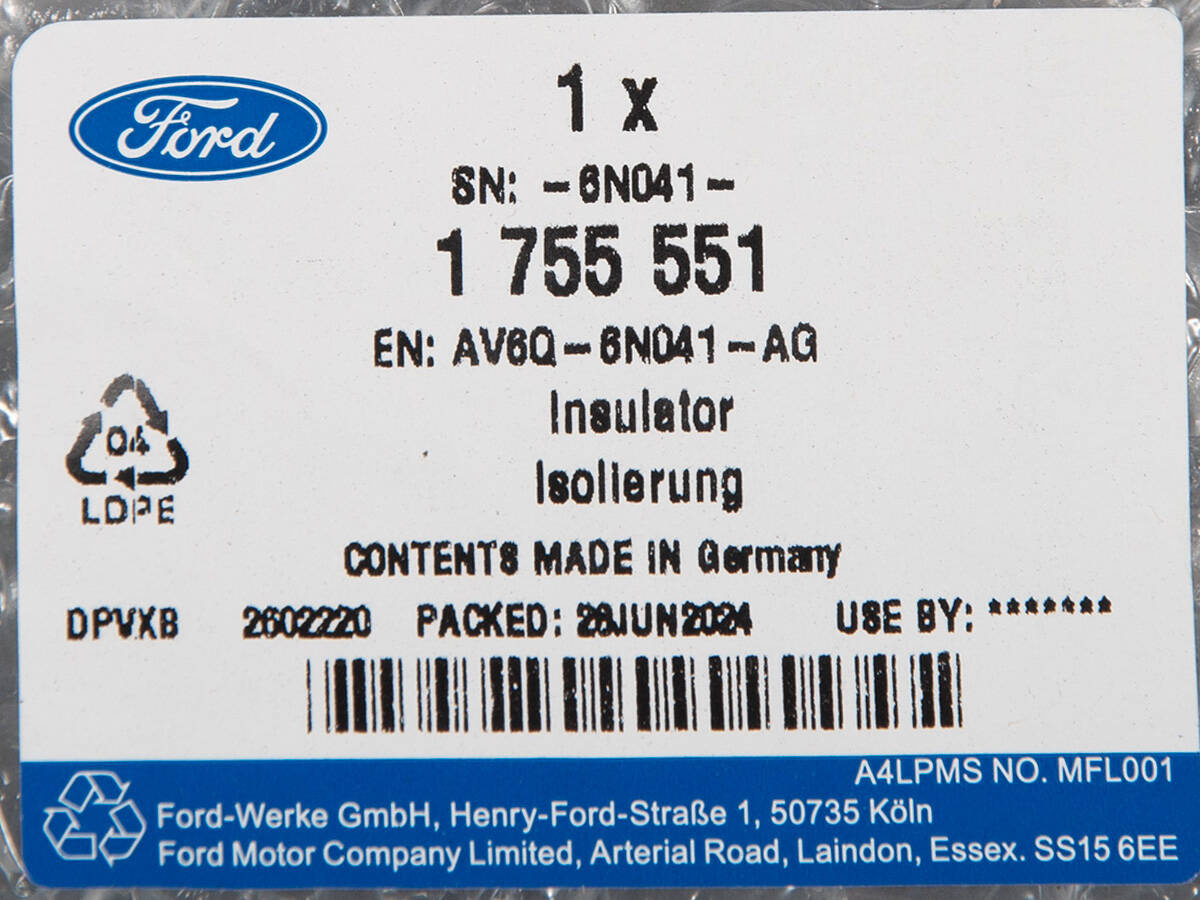 Ford
1 x
SN: -6N041-
1 755 551
EN: AV6Q-6N041-AG
Insulator
Isolierung
04
LDPE
CONTENTS MADE IN Germany
DPVXB 2602220 PACKED: 26JUN2024 USE BY: *******
A4LPMS NO. MFL001
Ford-Werke GmbH, Henry-Ford-Straße 1, 50735 Köln
Ford Motor Company Limited, Arterial Road, Laindon, Essex. SS15 6EE